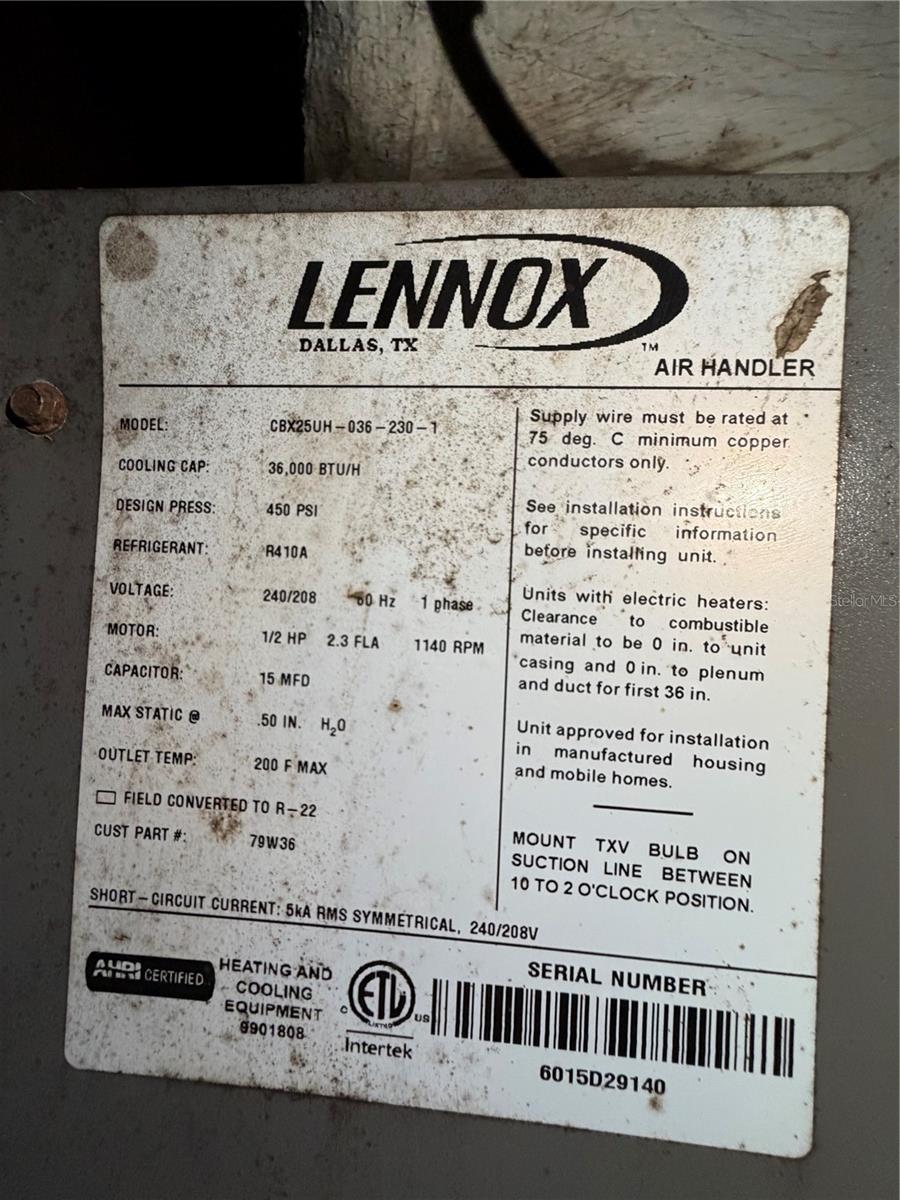 LENNOX
DALLAS, TX
TM
AIR HANDLER
MODEL: CBX25UH-036-230-1
COOLING CAP: 36,000 BTU/H
DESIGN PRESS: 450 PSI
REFRIGERANT: R410A
VOLTAGE: 240/208 60 Hz 1 phase
MOTOR: 1/2 HP 2.3 FLA 1140 RPM
CAPACITOR: 15 MFD
MAX STATIC @ .50 IN. H₂O
OUTLET TEMP: 200 F MAX
FIELD CONVERTED TO R-22
CUST PART #: 79W36
Supply wire must be rated at
75 deg. C minimum copper
conductors only.
See installation instructions
for specific information
before installing unit.
Units with electric heaters:
Clearance to combustible
material to be 0 in. to unit
casing and 0 in. to plenum
and duct for first 36 in.
Unit approved for installation
in manufactured housing
and mobile homes.
MOUNT TXV BULB ON
SUCTION LINE BETWEEN
10 TO 2 O'CLOCK POSITION.
SHORT-CIRCUIT CURRENT: 5kA RMS SYMMETRICAL, 240/208V
AHRI CERTIFIED
HEATING AND
COOLING
EQUIPMENT
9901808
C ETL US
LISTED
Intertek
SERIAL NUMBER
6015D29140
StellarMLS